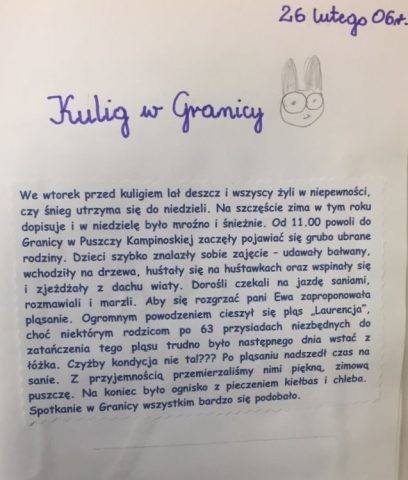 26 lutego 06r.
Kulig w Granicy
We wtorek przed kuligiem lał deszcz i wszyscy żyli w niepewności,
czy śnieg utrzyma się do niedzieli. Na szczęście zima w tym roku
dopisuje i w niedzielę było mroźno i śnieżnie. Od 11.00 powoli do
Granicy w Puszczy Kampinoskiej zaczęły pojawiać się grubo ubrane
rodziny. Dzieci szybko znalazły sobie zajęcie - udawały bałwany,
wchodziły na drzewa, huśtały się na huśtawkach oraz wspinały się
i zjeżdżały z dachu wiaty. Dorośli czekali na jazdę saniami,
rozmawiali i marzli. Aby się rozgrzać pani Ewa zaproponowała
pląsanie. Ogromnym powodzeniem cieszył się pląs „Laurencja",
choć niektórym rodzicom po 63 przysiadach niezbędnych do
zatańczenia tego pląsu trudno było następnego dnia wstać z
łóżka. Czyżby kondycja nie ta!??? Po pląsaniu nadszedł czas na
sanie. Z przyjemnością przemierzaliśmy nimi piękną, zimową
puszczę. Na koniec było ognisko z pieczeniem kiełbas i chleba.
Spotkanie w Granicy wszystkim bardzo się podobało.